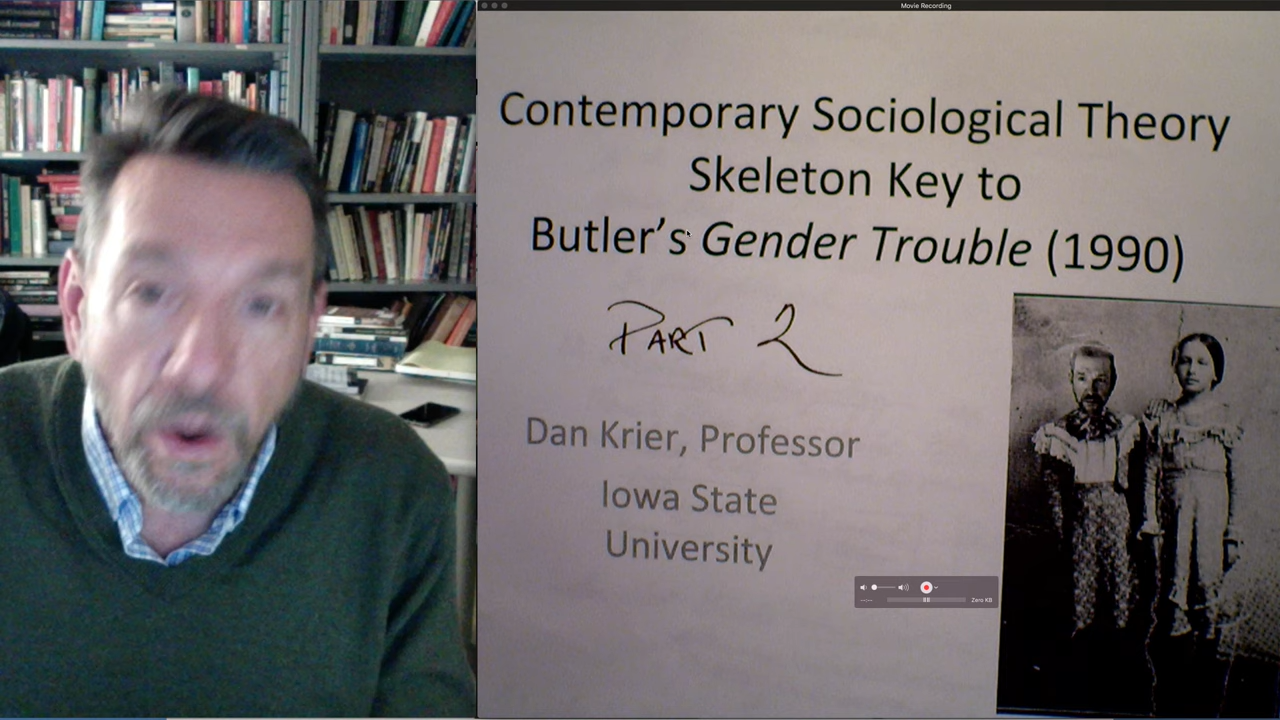 Movie Recording
Contemporary Sociological Theory
Skeleton Key to
Butler's Gender Trouble (1990)
PART 2
Dan Krier, Professor
Iowa State
University
--:--
Zero KB